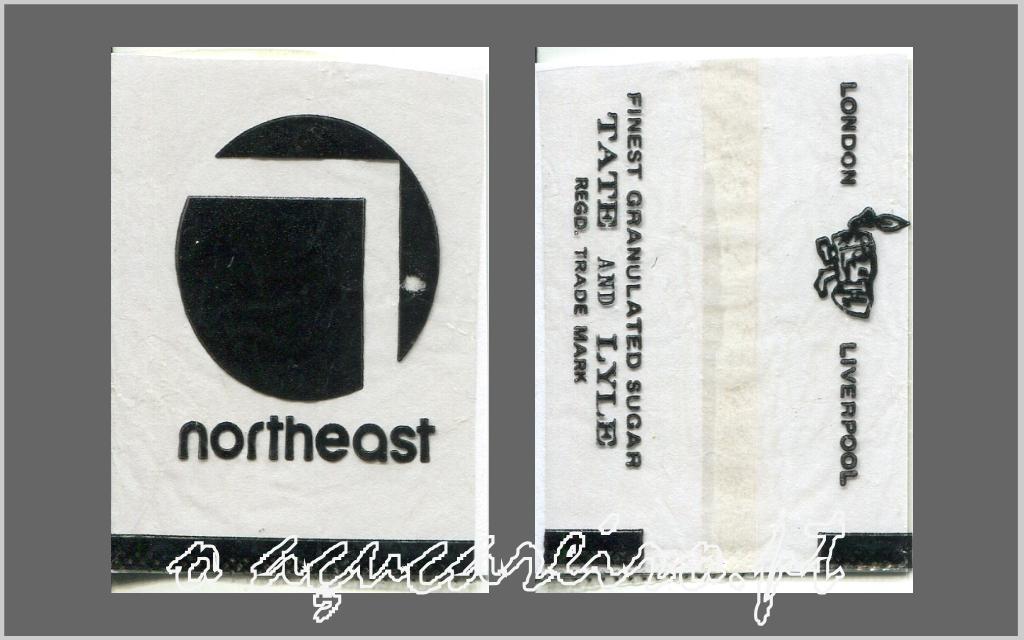 northeast
LONDON LIVERPOOL
FINEST GRANULATED SUGAR
TATE AND LYLE
REGD. TRADE MARK